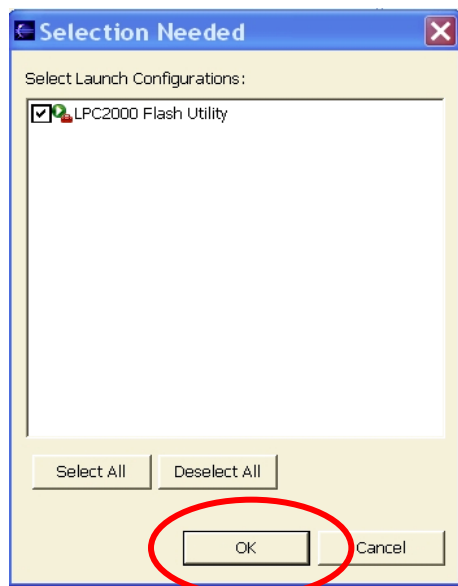 Selection Needed
Select Launch Configurations:
LPC2000 Flash Utility
Select All Deselect All
OK Cancel